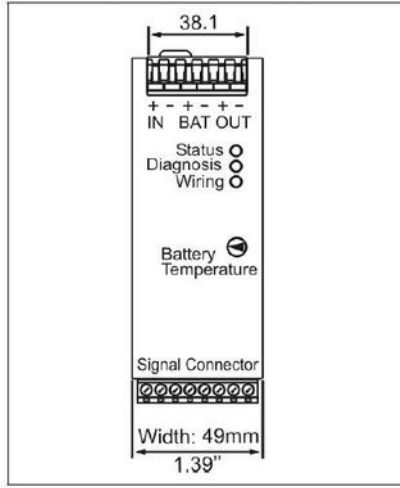 38.1
+ - + - + -
IN BAT OUT
Status
Diagnosis
Wiring
Battery
Temperature
Signal Connector
Width: 49mm
1.39"